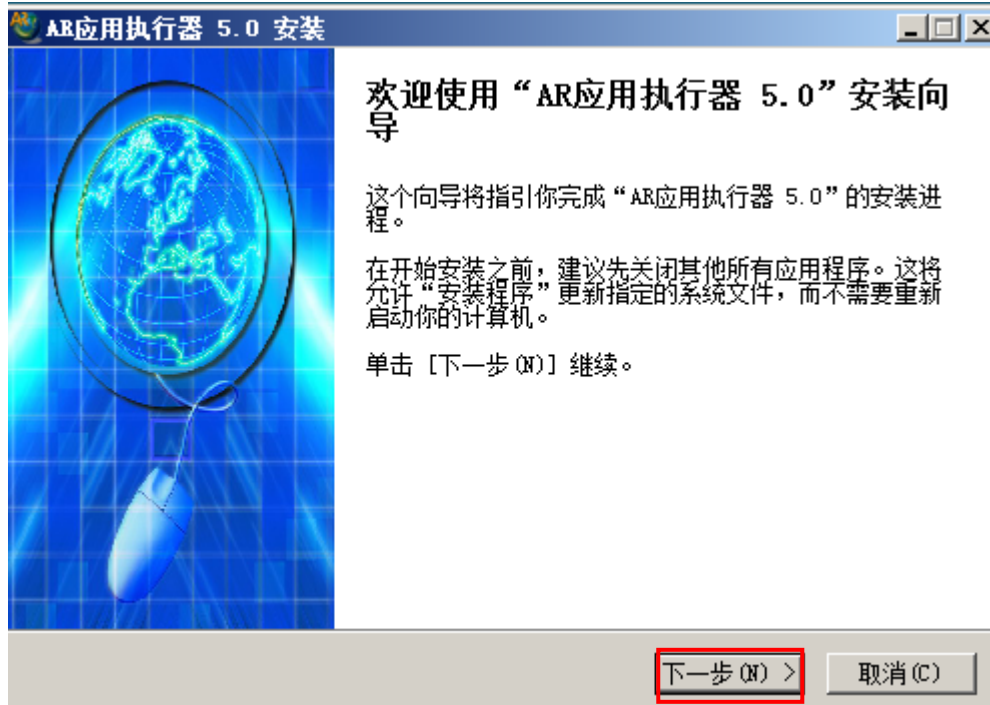 AR应用执行器 5.0 安装
欢迎使用“AR应用执行器 5.0”安装向
导
这个向导将指引你完成“AR应用执行器 5.0”的安装进
程。
在开始安装之前，建议先关闭其他所有应用程序。这将
允许“安装程序”更新指定的系统文件，而不需要重新
启动你的计算机。
单击 [下一步(N)] 继续。
下一步(N) >
取消(C)